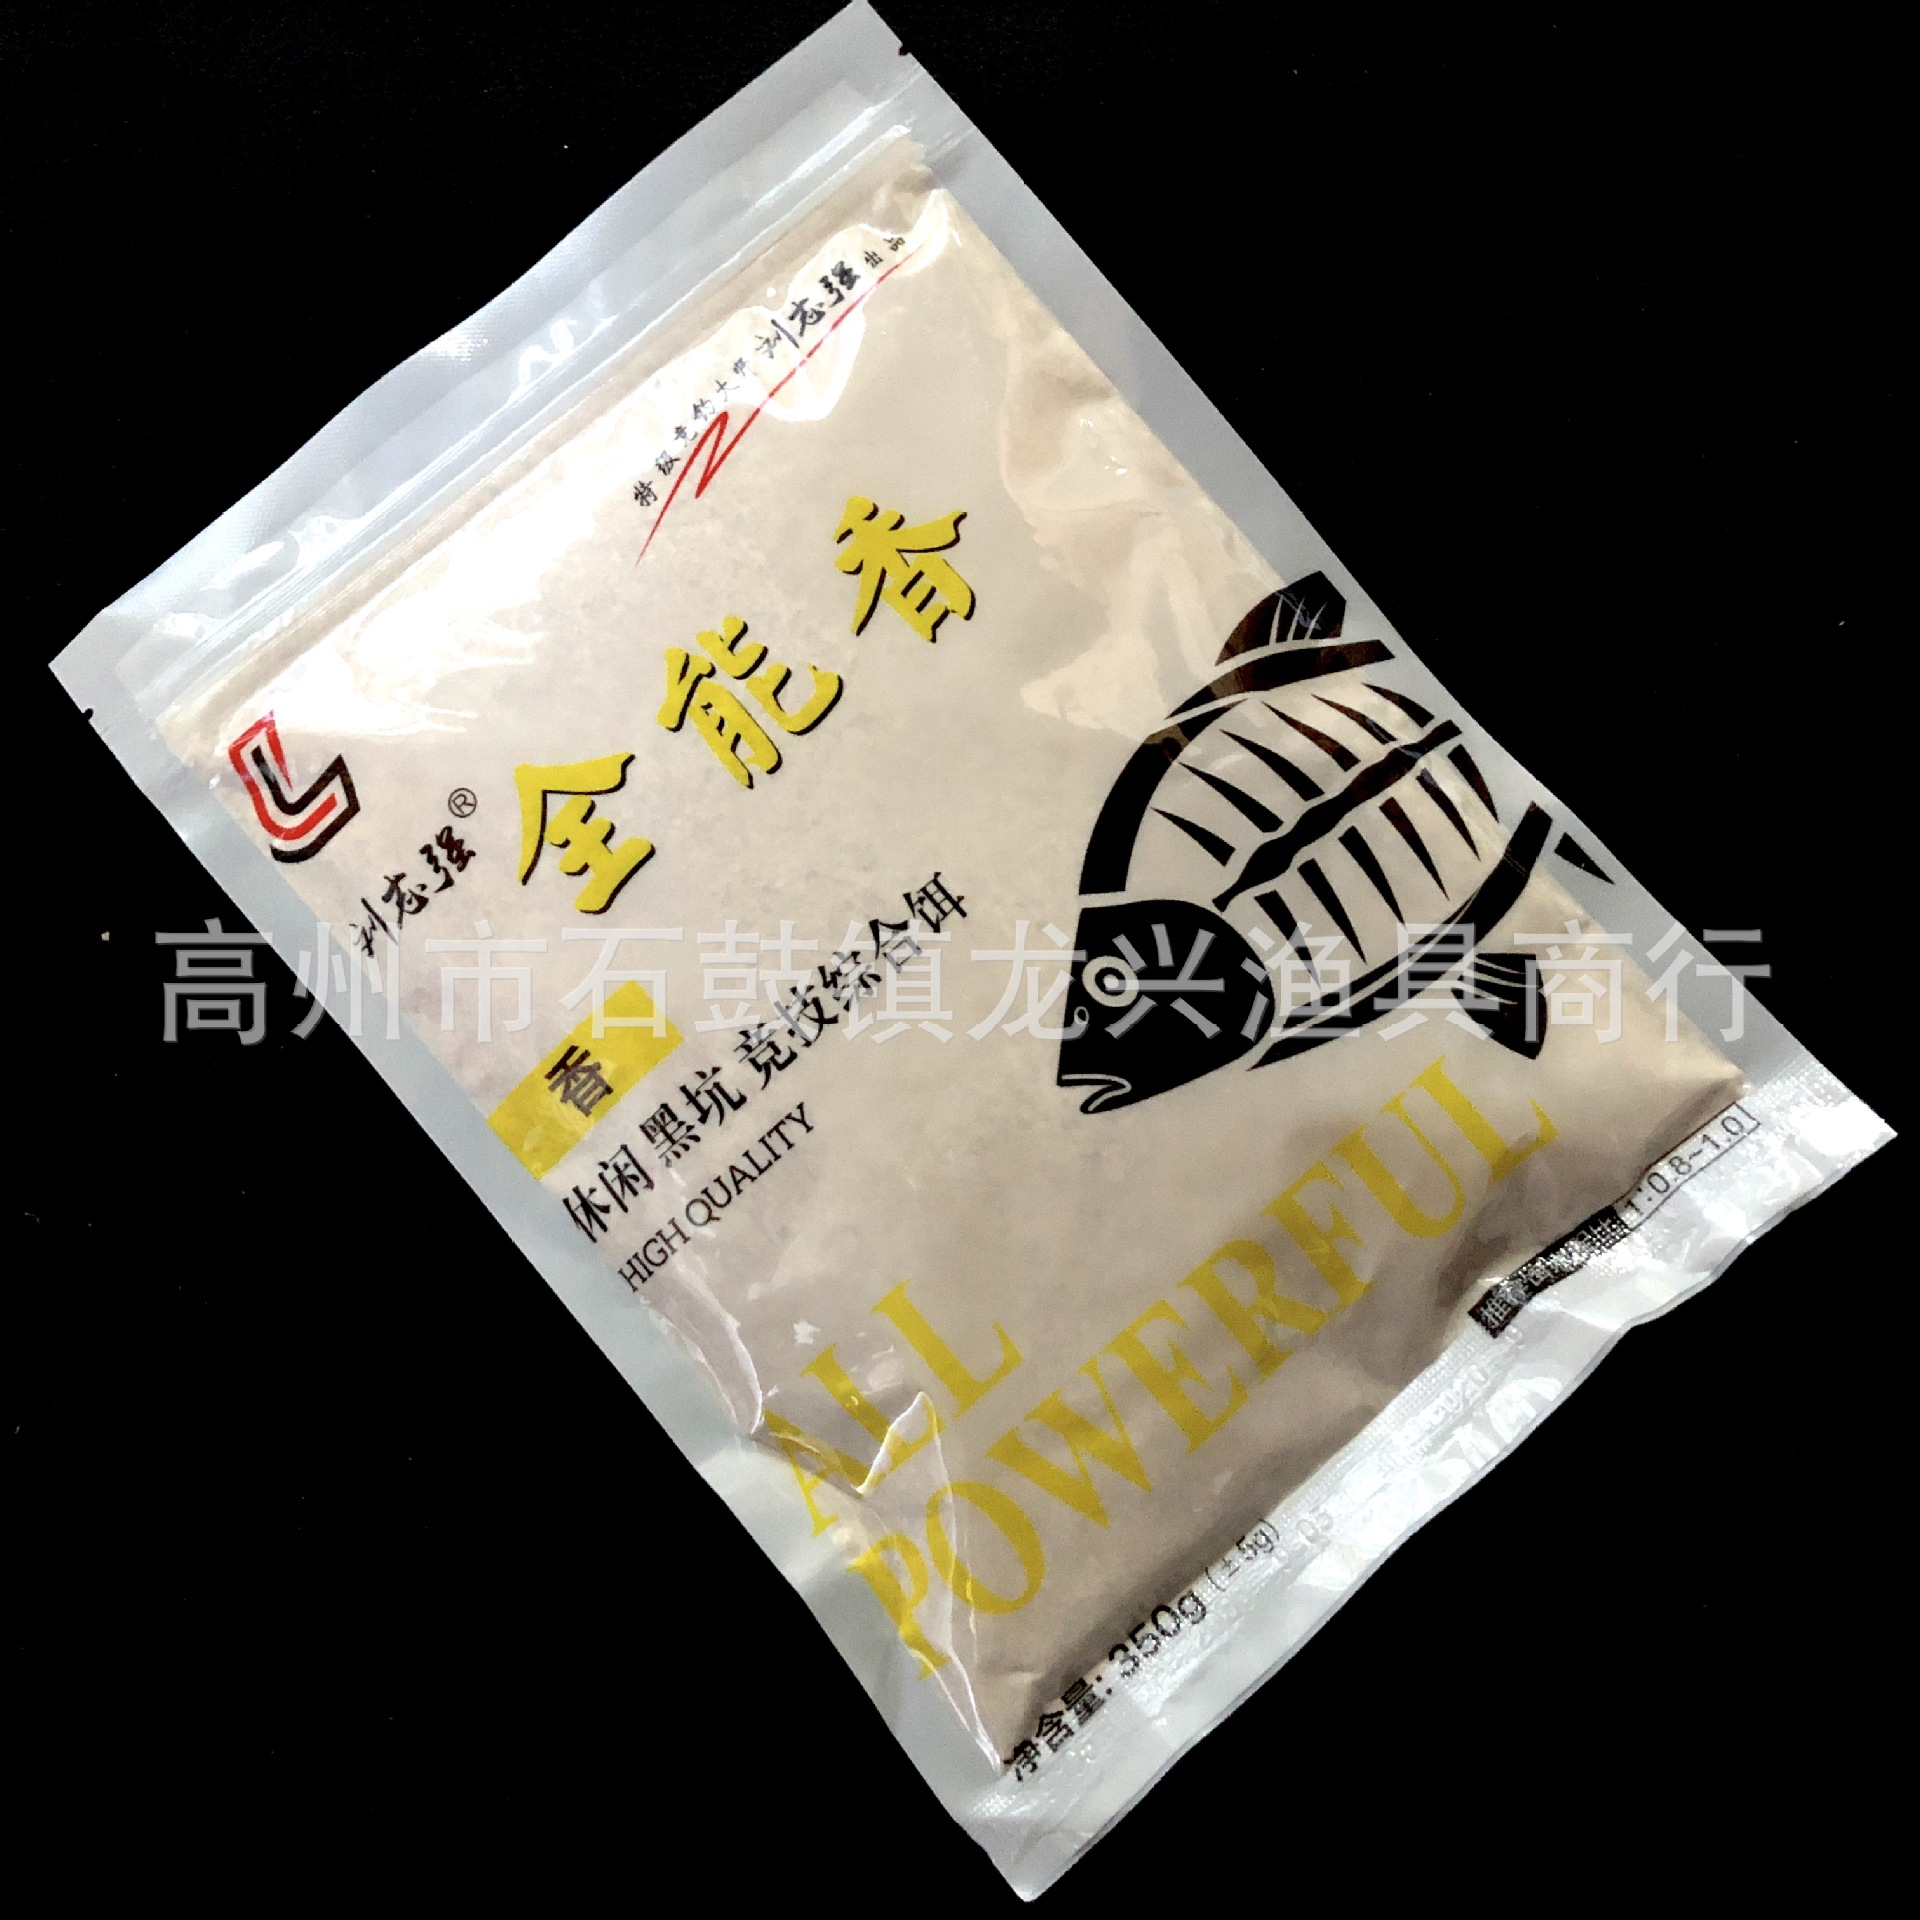 特级竞钓大师 刘志强 出品
全能香
刘志强®
香
休闲 黑坑 竞技综合饵
HIGH QUALITY
ALL
POWERFUL
1:0.8~1.0
净含量: 350g (±5g)
高州市石鼓镇龙兴渔具商行